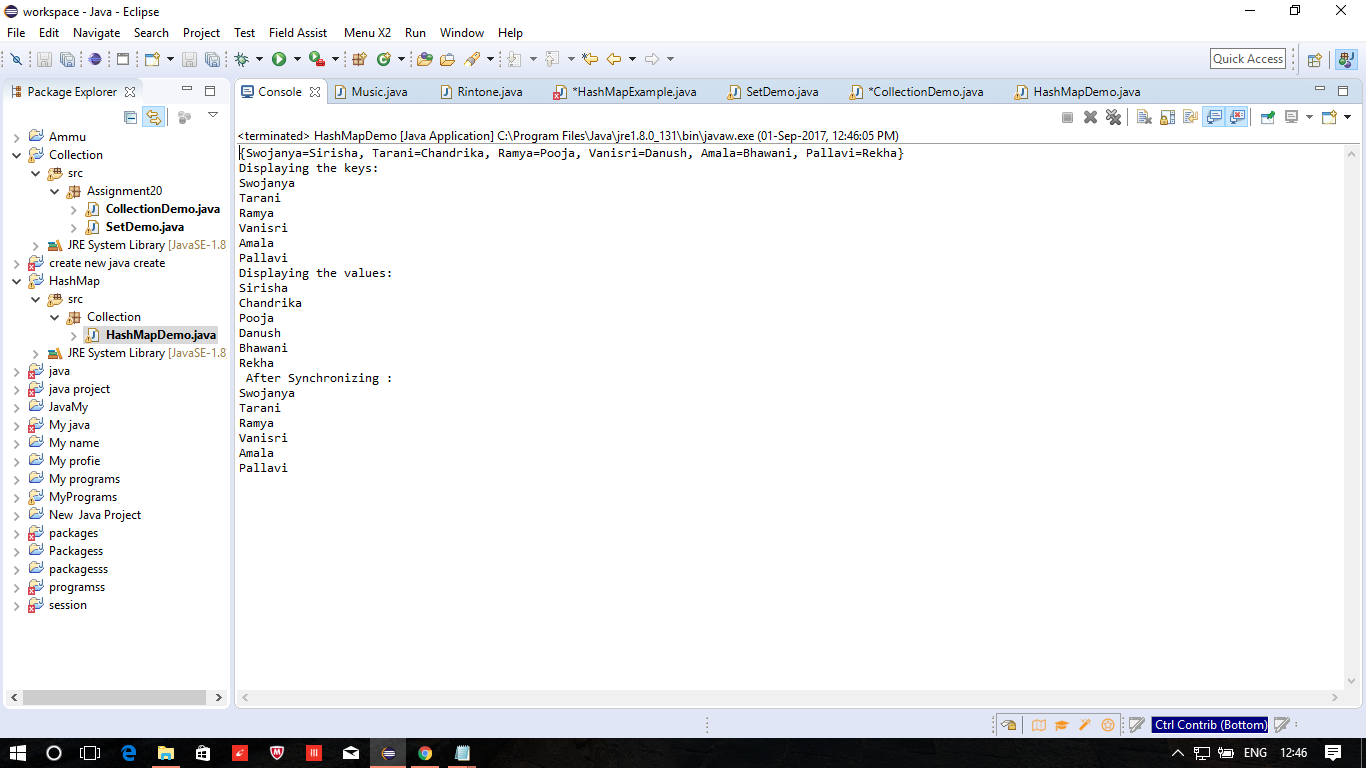 workspace - Java - Eclipse
File Edit Navigate Search Project Test Field Assist Menu X2 Run Window Help
Quick Access
Package Explorer
Console Music.java Rintone.java *HashMapExample.java SetDemo.java *CollectionDemo.java HashMapDemo.java
Ammu
Collection
src
Assignment20
CollectionDemo.java
SetDemo.java
JRE System Library [JavaSE-1.8
create new java create
HashMap
src
Collection
HashMapDemo.java
JRE System Library [JavaSE-1.8
java
java project
JavaMy
My java
My name
My profie
My programs
MyPrograms
New Java Project
packages
Packagess
packagesss
programss
session
<terminated> HashMapDemo [Java Application] C:\Program Files\Java\jre1.8.0_131\bin\javaw.exe (01-Sep-2017, 12:46:05 PM)
{Swojanya=Sirisha, Tarani=Chandrika, Ramya=Pooja, Vanisri=Danush, Amala=Bhawani, Pallavi=Rekha}
Displaying the keys:
Swojanya
Tarani
Ramya
Vanisri
Amala
Pallavi
Displaying the values:
Sirisha
Chandrika
Pooja
Danush
Bhawani
Rekha
After Synchronizing :
Swojanya
Tarani
Ramya
Vanisri
Amala
Pallavi
Ctrl Contrib (Bottom)
ENG 12:46